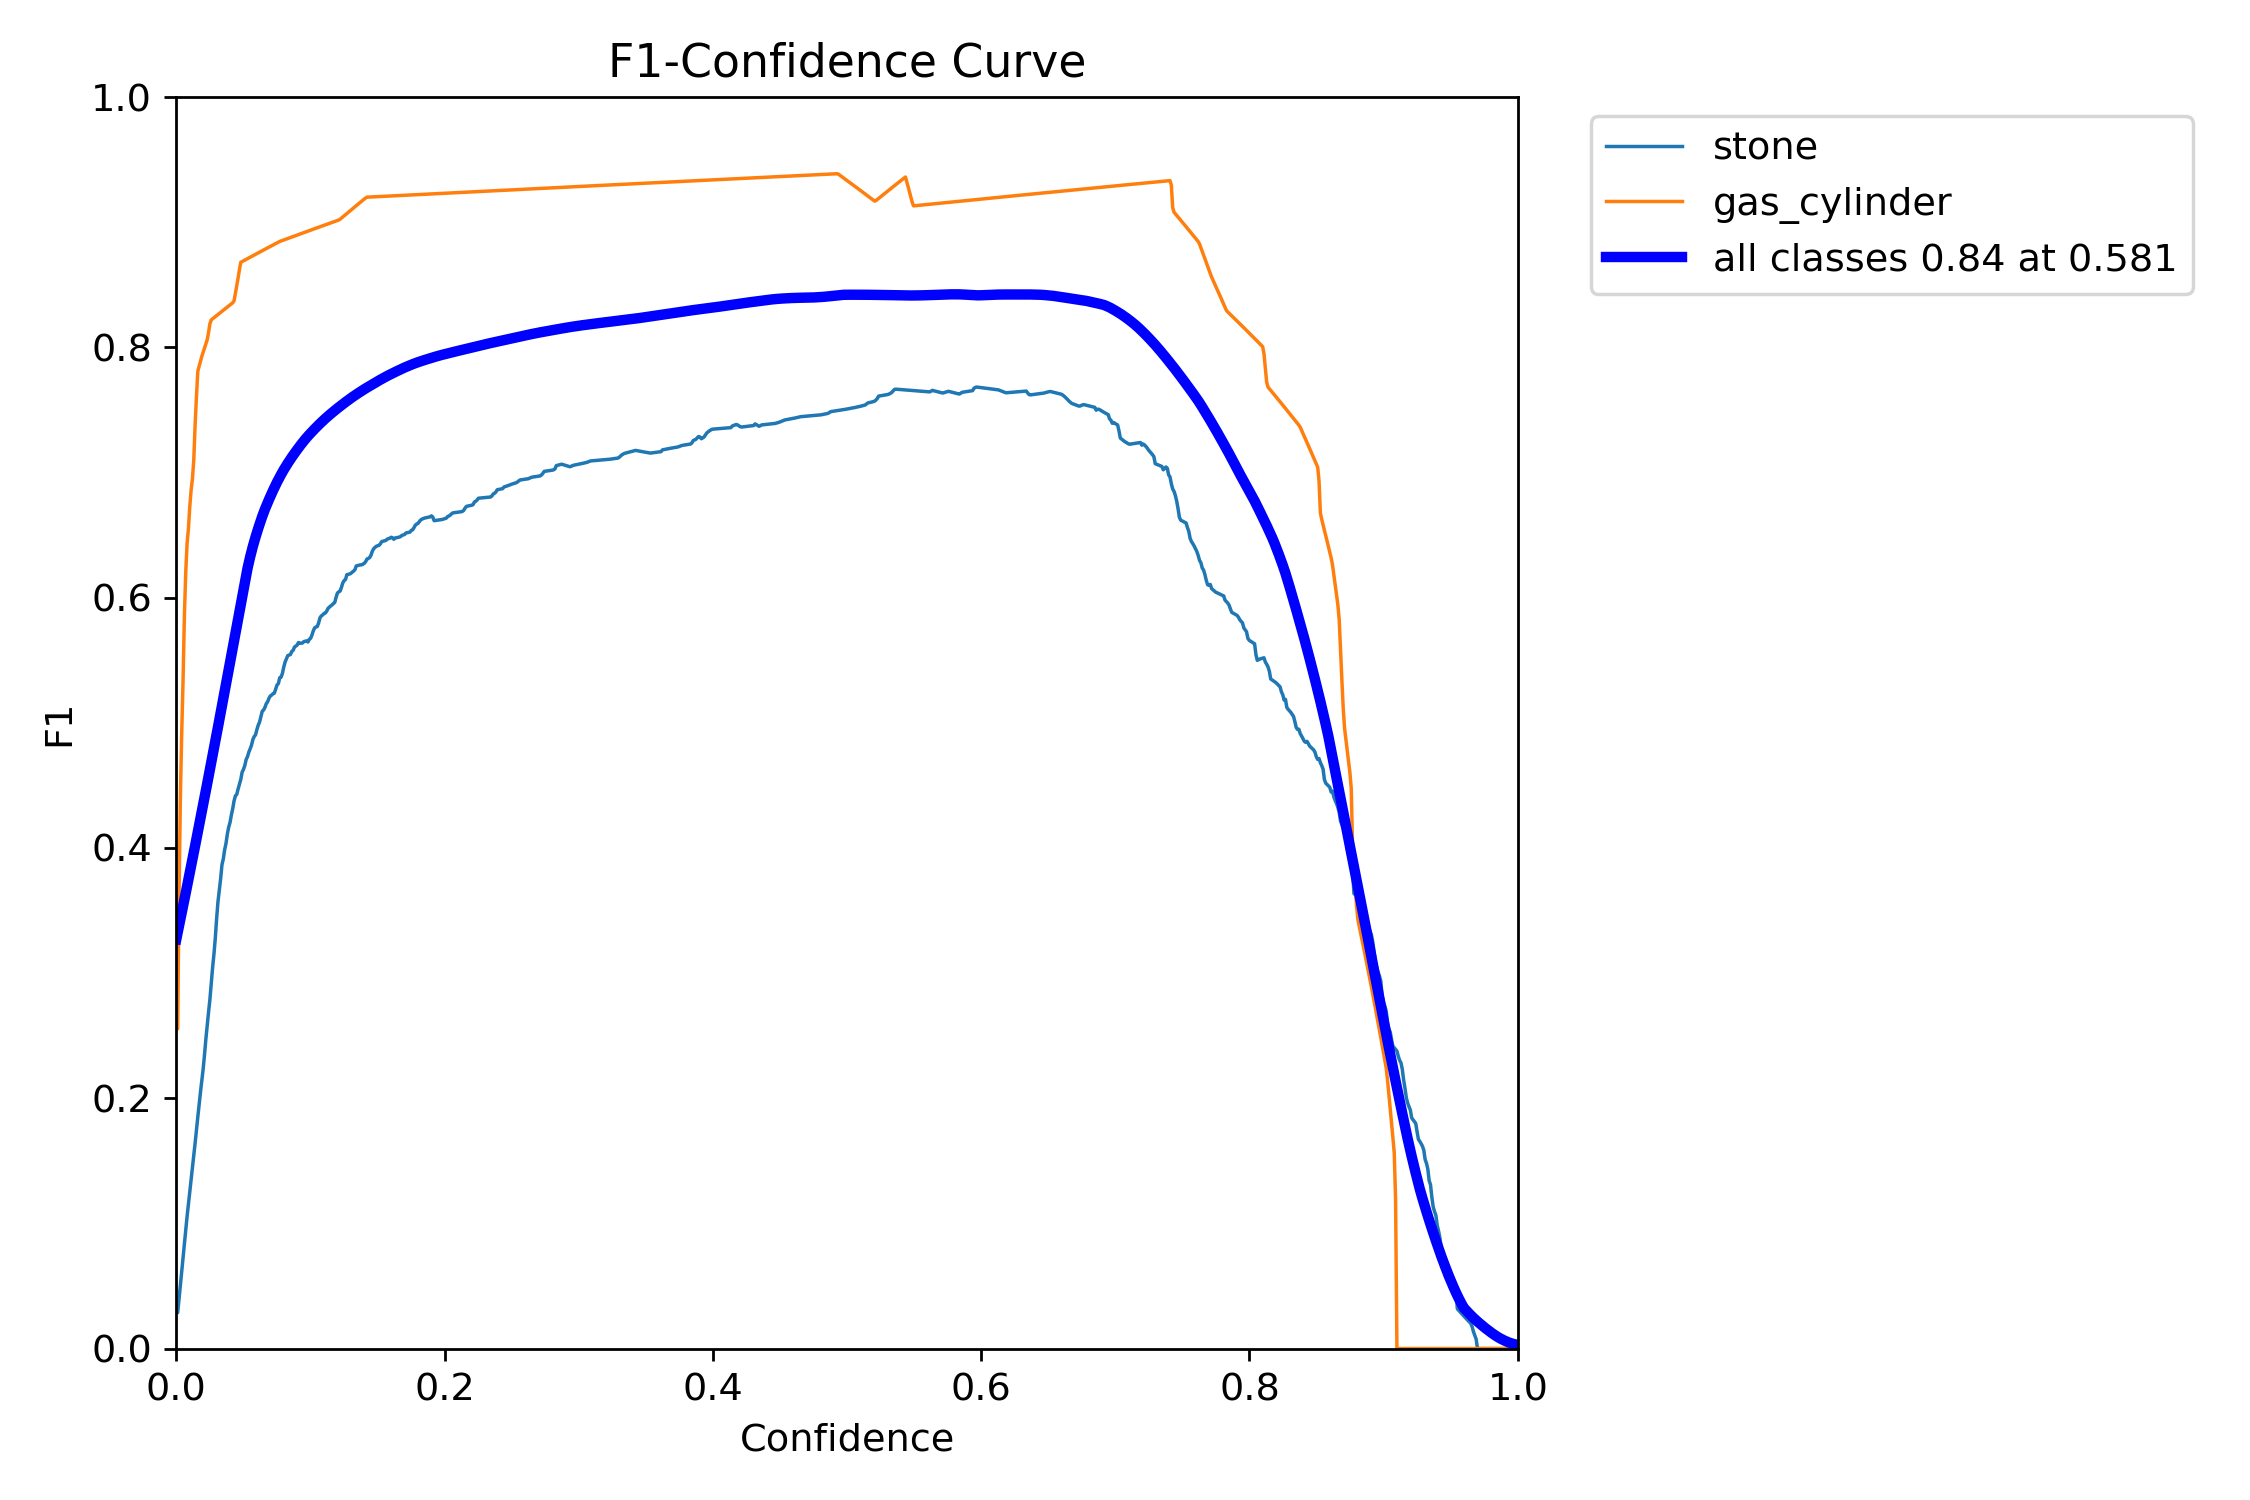 F1-Confidence Curve
stone
gas_cylinder
all classes 0.84 at 0.581
F1
1.0
0.8
0.6
0.4
0.2
0.0
0.0 0.2 0.4 0.6 0.8 1.0
Confidence